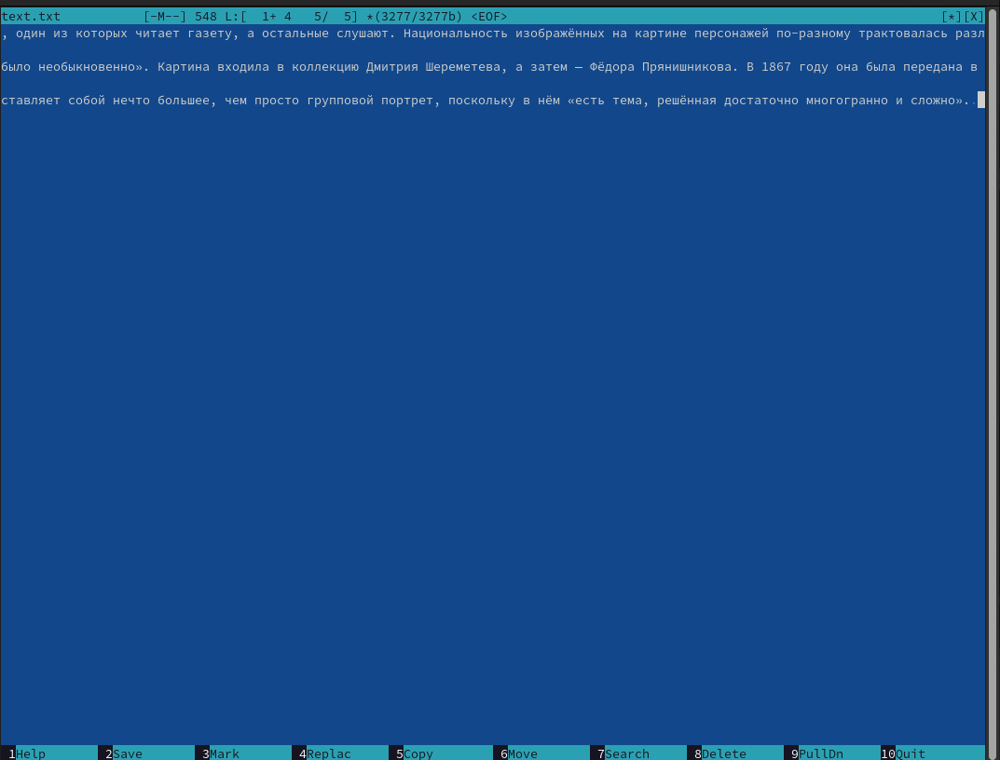 text.txt [-M--] 548 L:[ 1+ 4 5/ 5] *(3277/3277b) <EOF> [*][X]
, один из которых читает газету, а остальные слушают. Национальность изображённых на картине персонажей по-разному трактовалась разл
было необыкновенно». Картина входила в коллекцию Дмитрия Шереметева, а затем — Фёдора Прянишникова. В 1867 году она была передана в
ставляет собой нечто большее, чем просто групповой портрет, поскольку в нём «есть тема, решённая достаточно многогранно и сложно»..
1Help 2Save 3Mark 4Replac 5Copy 6Move 7Search 8Delete 9PullDn 10Quit